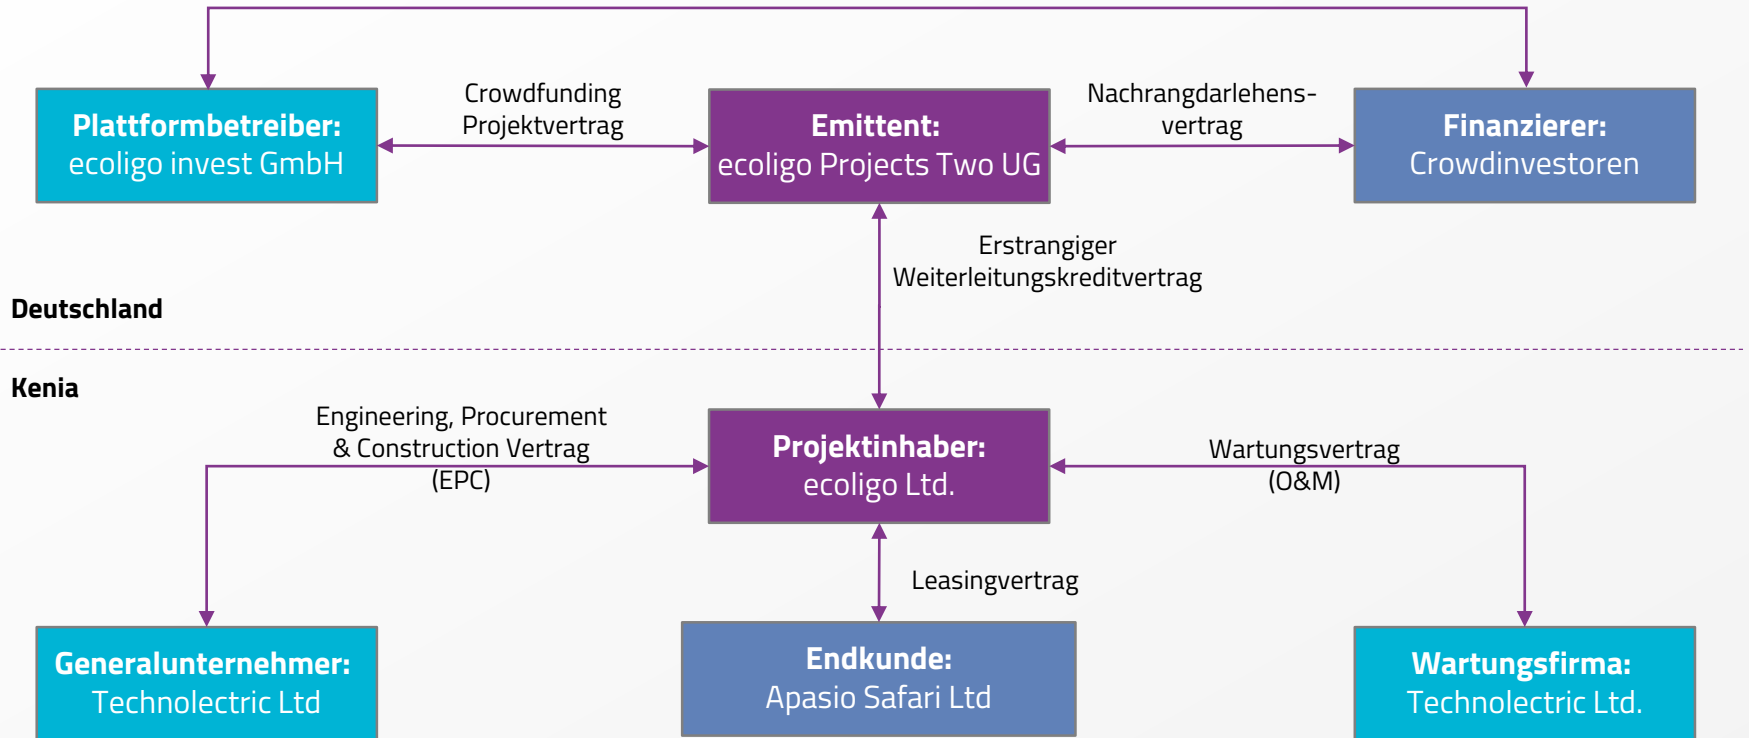 Plattformbetreiber:
ecoligo invest GmbH
Crowdfunding
Projektvertrag
Emittent:
ecoligo Projects Two UG
Nachrangdarlehens-
vertrag
Finanzierer:
Crowdinvestoren
Erstrangiger
Weiterleitungskreditvertrag
Deutschland
Kenia
Engineering, Procurement
& Construction Vertrag
(EPC)
Projektinhaber:
ecoligo Ltd.
Wartungsvertrag
(O&M)
Leasingvertrag
Generalunternehmer:
Technolectric Ltd
Endkunde:
Apasio Safari Ltd
Wartungsfirma:
Technolectric Ltd.